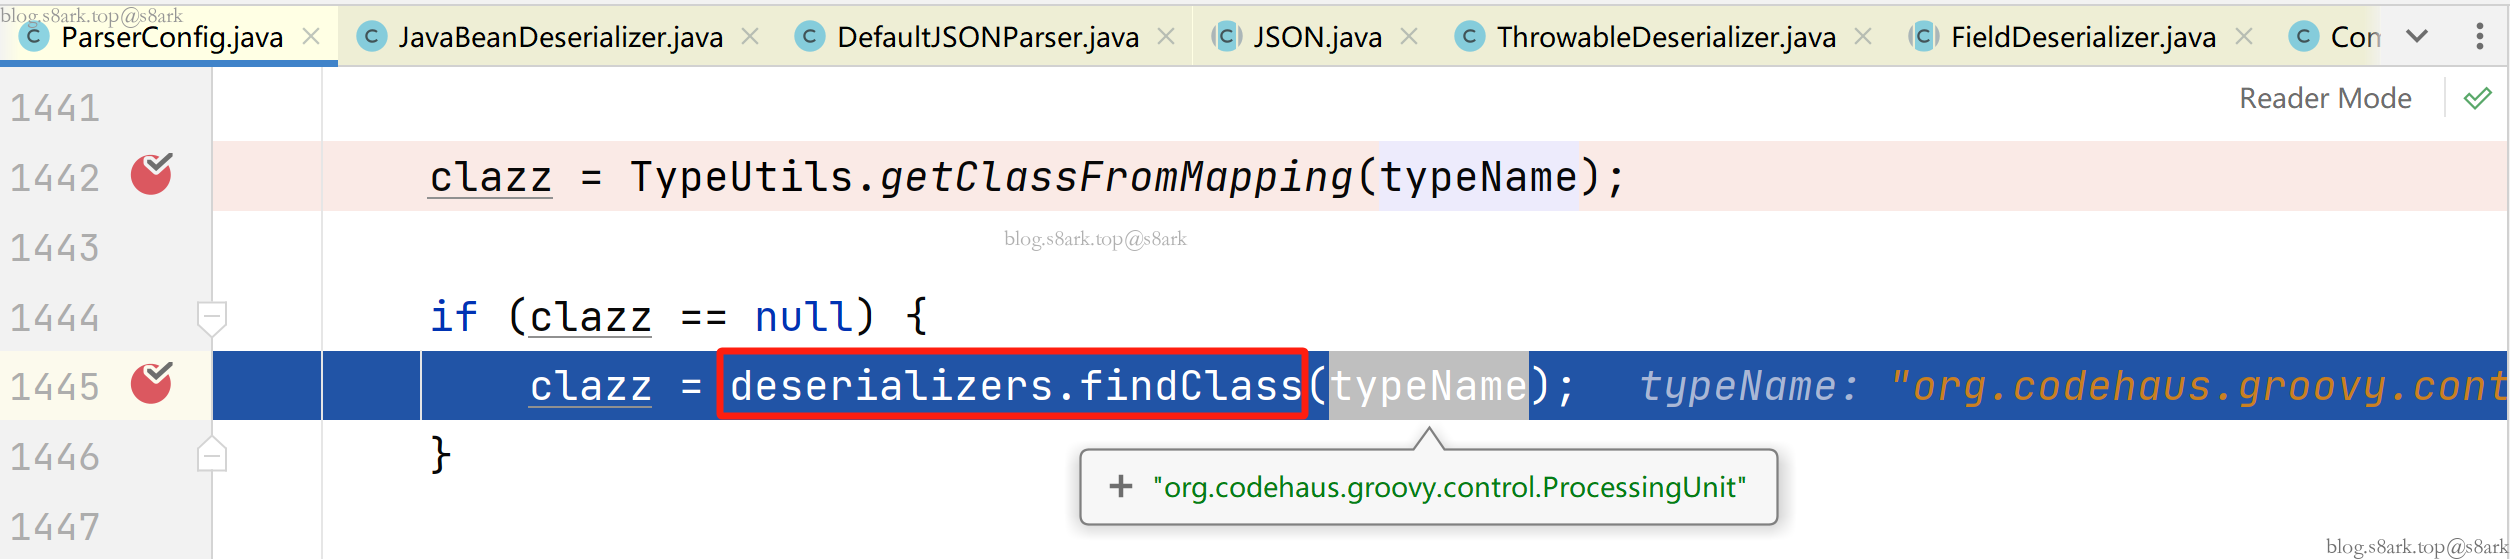 blog.s8ark.top@s8ark
ParserConfig.java JavaBeanDeserializer.java DefaultJSONParser.java JSON.java ThrowableDeserializer.java FieldDeserializer.java Con
1441 Reader Mode
1442 clazz = TypeUtils.getClassFromMapping(typeName);
1443
blog.s8ark.top@s8ark
1444 if (clazz == null) {
1445 clazz = deserializers.findClass(typeName); typeName: "org.codehaus.groovy.cont
1446 }
"org.codehaus.groovy.control.ProcessingUnit"
1447
blog.s8ark.top@s8ark